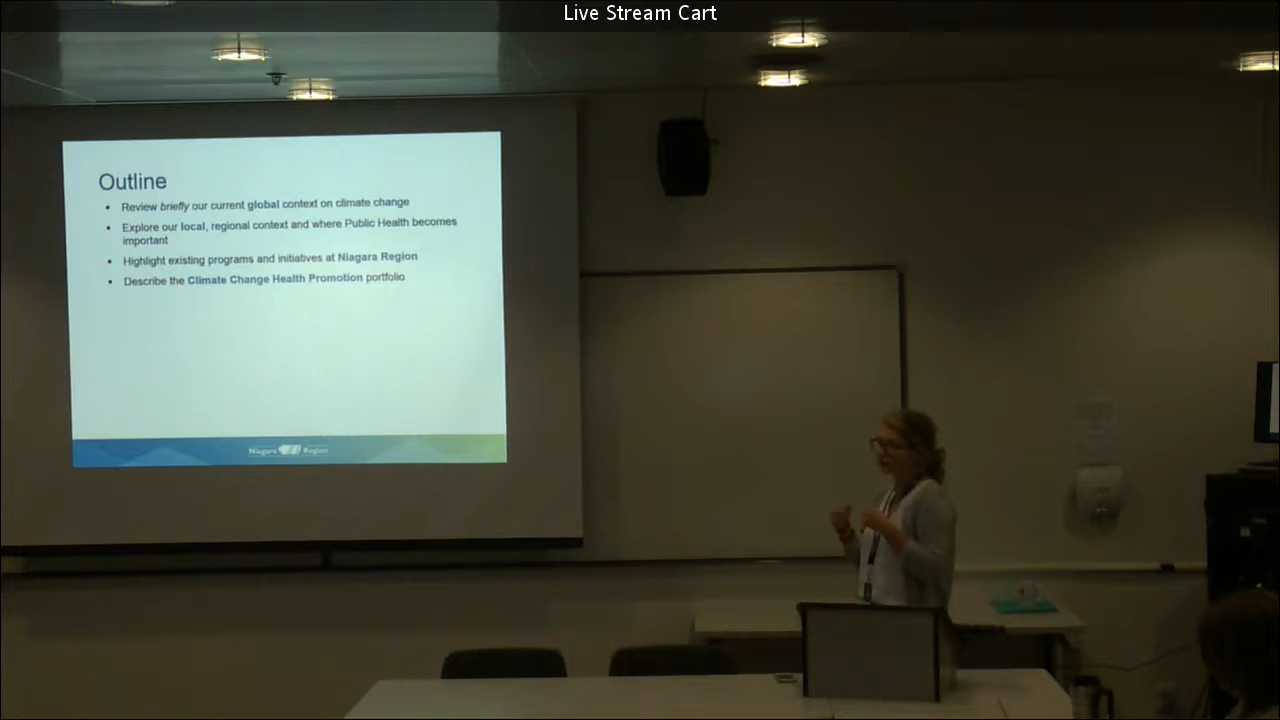 Live Stream Cart
Outline
• Review briefly our current global context on climate change
• Explore our local, regional context and where Public Health becomes
important
• Highlight existing programs and initiatives at Niagara Region
• Describe the Climate Change Health Promotion portfolio
Niagara Region